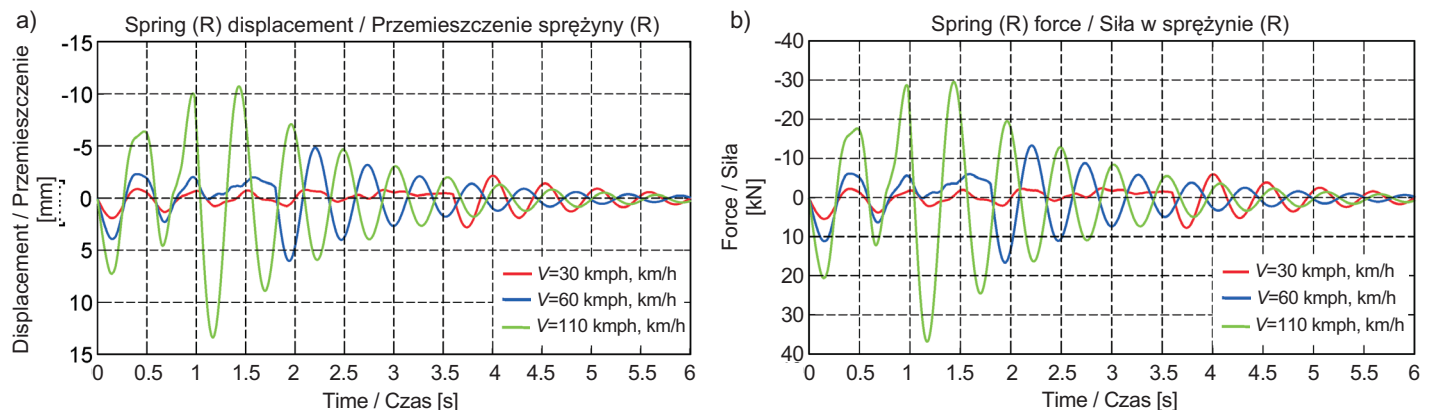 a)
Spring (R) displacement / Przemieszczenie sprężyny (R)
Displacement / Przemieszczenie
[mm]
-15
-10
-5
0
5
10
15
V=30 kmph, km/h
V=60 kmph, km/h
V=110 kmph, km/h
0 0.5 1 1.5 2 2.5 3 3.5 4 4.5 5 5.5 6
Time / Czas [s]
b)
Spring (R) force / Siła w sprężynie (R)
Force / Siła
[kN]
-40
-30
-20
-10
0
10
20
30
40
V=30 kmph, km/h
V=60 kmph, km/h
V=110 kmph, km/h
0 0.5 1 1.5 2 2.5 3 3.5 4 4.5 5 5.5 6
Time / Czas [s]